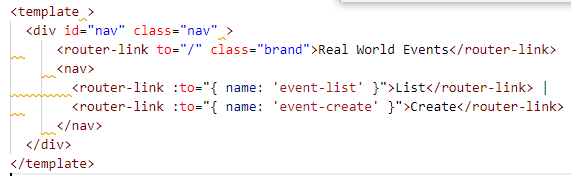 <template >
  <div id="nav" class="nav" >
      <router-link to="/" class="brand">Real World Events</router-link>
      <nav>
        <router-link :to="{ name: 'event-list' }">List</router-link> |
        <router-link :to="{ name: 'event-create' }">Create</router-link>
      </nav>
  </div>
</template>